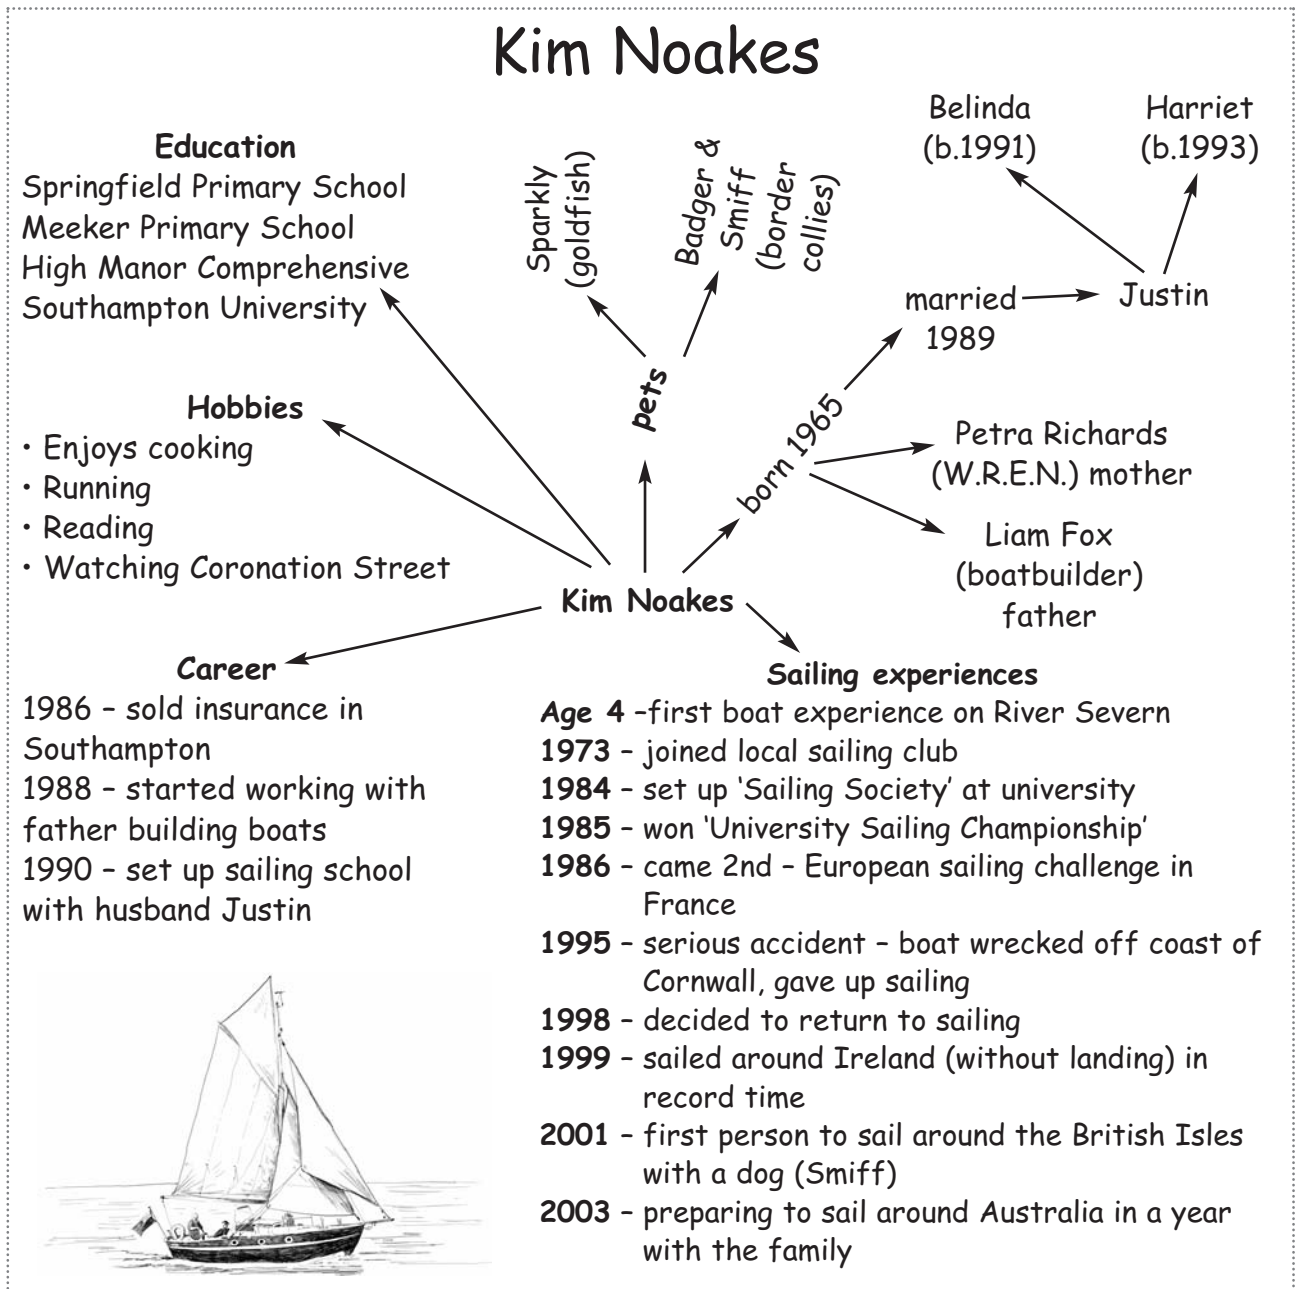 Kim Noakes
Education
Springfield Primary School
Meeker Primary School
High Manor Comprehensive
Southampton University
Sparkly
(goldfish)
Badger &
Smiff
(border
collies)
Belinda
(b.1991)
Harriet
(b.1993)
married
1989
Justin
Hobbies
• Enjoys cooking
• Running
• Reading
• Watching Coronation Street
pets
born 1965
Petra Richards
(W.R.E.N.) mother
Liam Fox
(boatbuilder)
father
Kim Noakes
Career
1986 – sold insurance in
Southampton
1988 – started working with
father building boats
1990 – set up sailing school
with husband Justin
Sailing experiences
Age 4 –first boat experience on River Severn
1973 – joined local sailing club
1984 – set up ‘Sailing Society’ at university
1985 – won ‘University Sailing Championship’
1986 – came 2nd – European sailing challenge in
France
1995 – serious accident – boat wrecked off coast of
Cornwall, gave up sailing
1998 – decided to return to sailing
1999 – sailed around Ireland (without landing) in
record time
2001 – first person to sail around the British Isles
with a dog (Smiff)
2003 – preparing to sail around Australia in a year
with the family